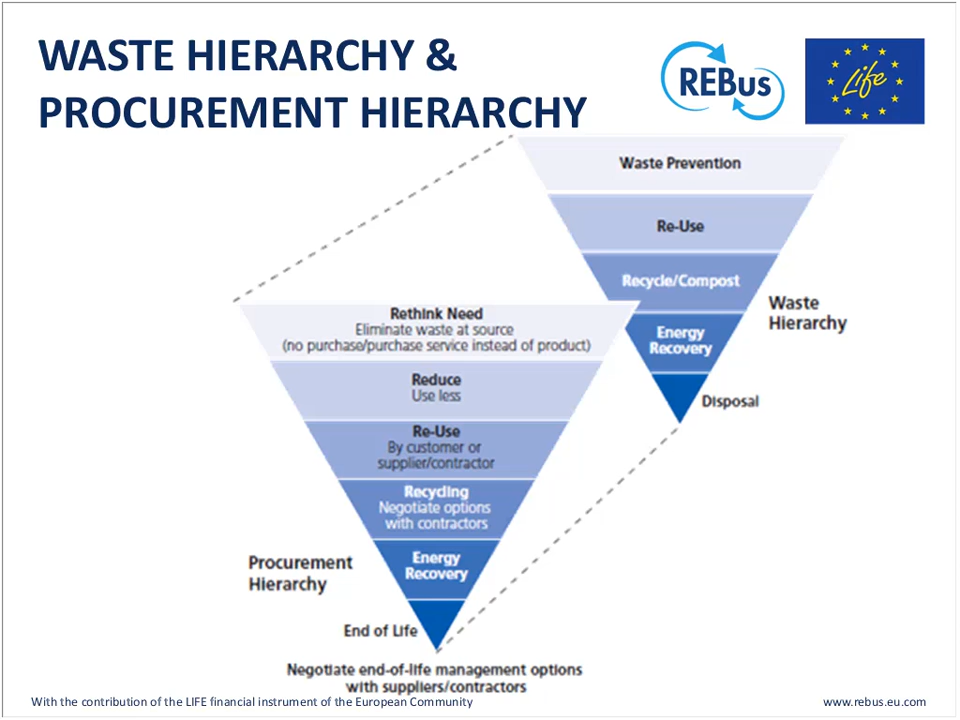 WASTE HIERARCHY &
PROCUREMENT HIERARCHY
REBus
Life
Waste Prevention
Re-Use
Recycle/Compost
Energy
Recovery
Disposal
Waste
Hierarchy
Rethink Need
Eliminate waste at source
(no purchase/purchase service instead of product)
Reduce
Use less
Re-Use
By customer or
supplier/contractor
Recycling
Negotiate options
with contractors
Energy
Recovery
Procurement
Hierarchy
End of Life
Negotiate end-of-life management options
with suppliers/contractors
With the contribution of the LIFE financial instrument of the European Community
www.rebus.eu.com